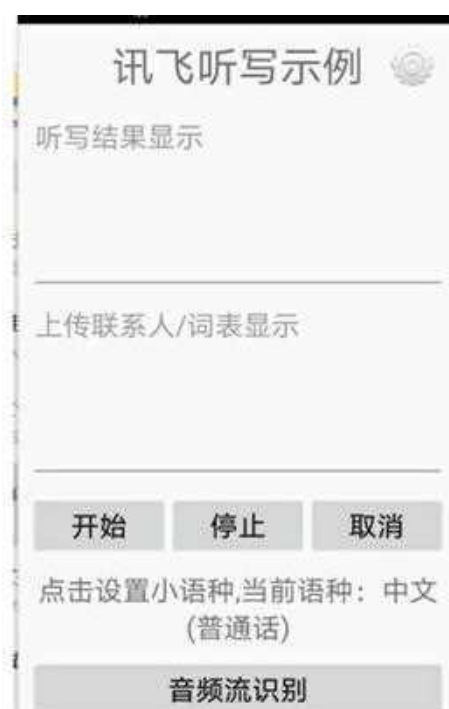 讯飞听写示例
听写结果显示
上传联系人/词表显示
开始 停止 取消
点击设置小语种,当前语种：中文
(普通话)
音频流识别